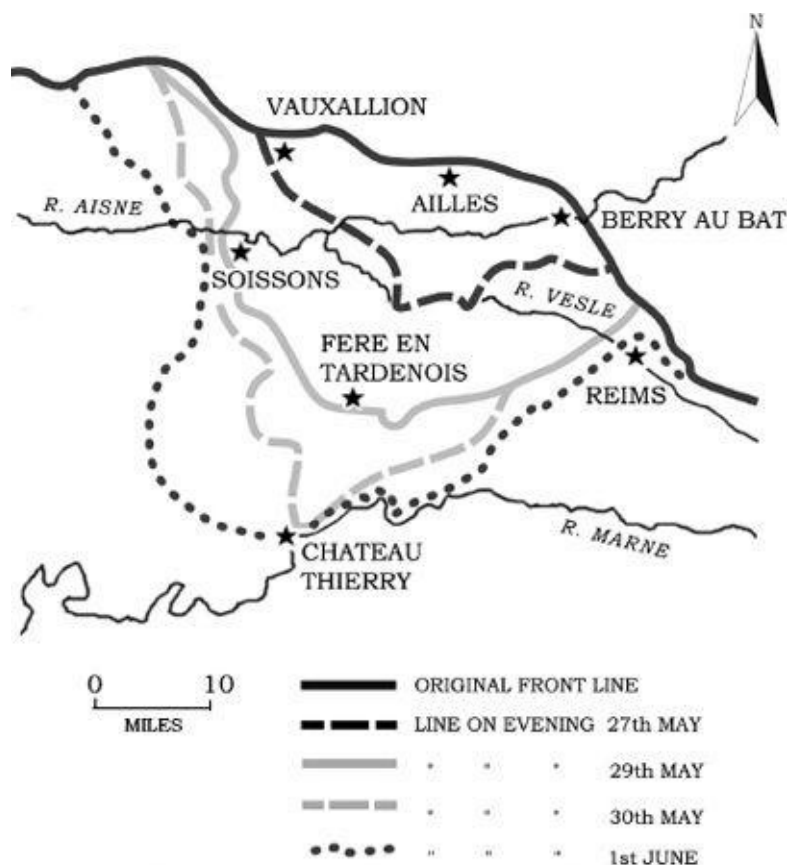 N
VAUXALLION
AILLES
R. AISNE
BERRY AU BAT
SOISSONS
R. VESLE
FERE EN
TARDENOIS
REIMS
R. MARNE
CHATEAU
THIERRY
0 10
MILES
ORIGINAL FRONT LINE
LINE ON EVENING 27th MAY
" " " 29th MAY
" " " 30th MAY
" " " 1st JUNE